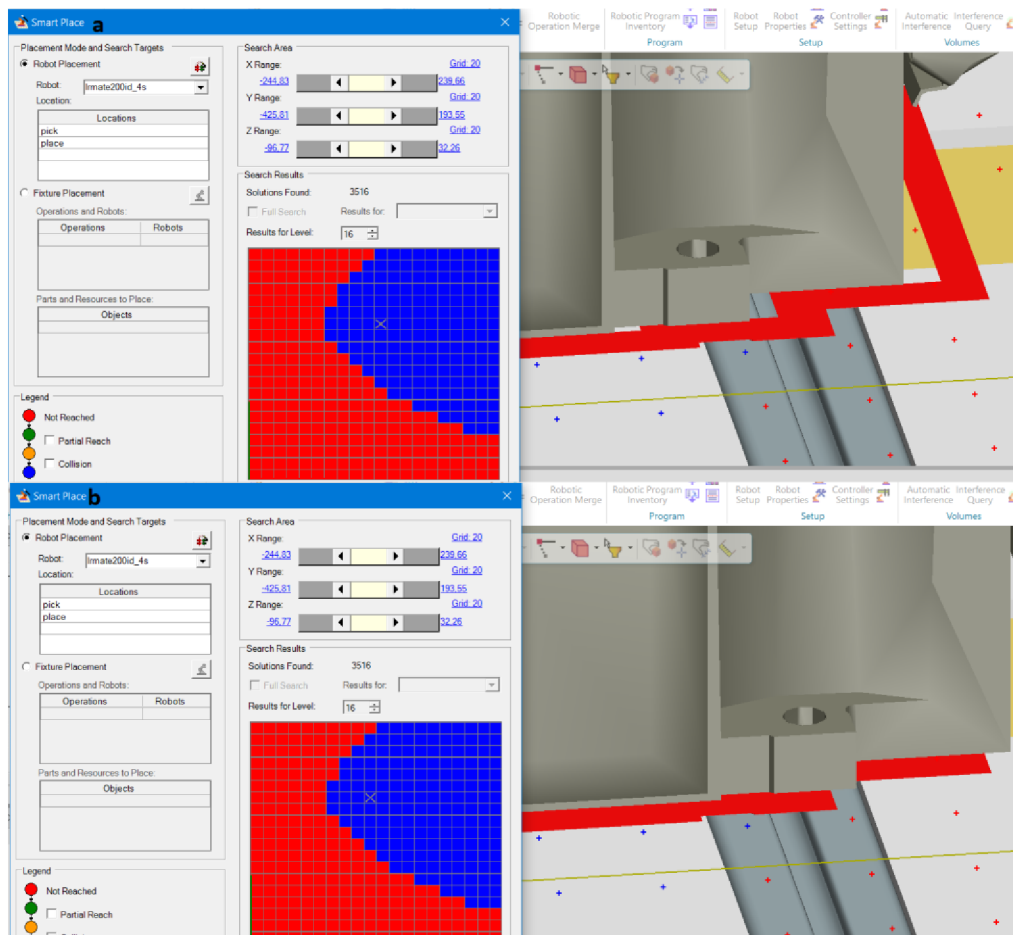 Smart Place
a
Placement Mode and Search Targets
Robot Placement
Robot: lrmate200id_4s
Location:
Locations
pick
place
Fixture Placement
Operations and Robots:
Operations Robots
Parts and Resources to Place:
Objects
Legend
Not Reached
Partial Reach
Collision
Search Area
X Range: Grid: 20
-244,83 239,66
Y Range: Grid: 20
-425,81 193,55
Z Range: Grid: 20
-96,77 32,26
Search Results
Solutions Found: 3516
Full Search Results for:
Results for Level: 16
Robotic Operation Merge
Robotic Program Inventory
Program
Robot Setup
Robot Properties
Controller Settings
Setup
Automatic Interference
Interference Query
Volumes
Smart Place
b
Placement Mode and Search Targets
Robot Placement
Robot: lrmate200id_4s
Location:
Locations
pick
place
Fixture Placement
Operations and Robots:
Operations Robots
Parts and Resources to Place:
Objects
Legend
Not Reached
Partial Reach
Search Area
X Range: Grid: 20
-244,83 239,66
Y Range: Grid: 20
-425,81 193,55
Z Range: Grid: 20
-96,77 32,26
Search Results
Solutions Found: 3516
Full Search Results for:
Results for Level: 16
Robotic Operation Merge
Robotic Program Inventory
Program
Robot Setup
Robot Properties
Controller Settings
Setup
Automatic Interference
Interference Query
Volumes